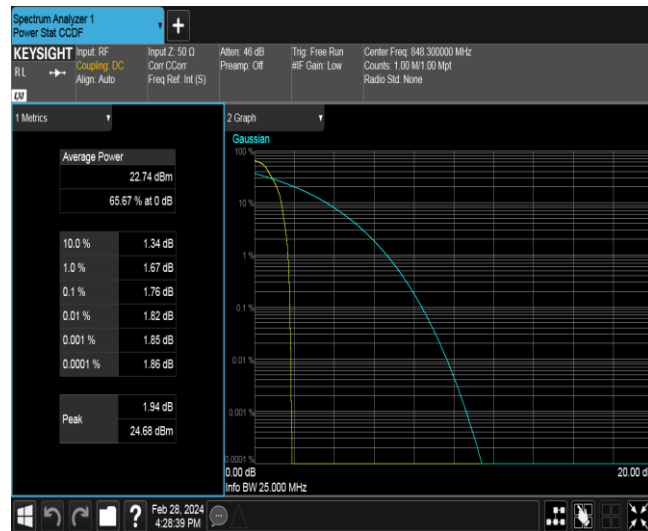 Spectrum Analyzer 1
Power Stat CCDF
+
KEYSIGHT
RL
LXI
Input: RF
Coupling: DC
Align: Auto
Input Z: 50 Ω
Corr CCorr
Freq Ref: Int (S)
Atten: 46 dB
Preamp: Off
Trig: Free Run
#IF Gain: Low
Center Freq: 848.300000 MHz
Counts: 1.00 M/1.00 Mpt
Radio Std: None
1 Metrics
Average Power
22.74 dBm
65.67 % at 0 dB
10.0 % 1.34 dB
1.0 % 1.67 dB
0.1 % 1.76 dB
0.01 % 1.82 dB
0.001 % 1.85 dB
0.0001 % 1.86 dB
Peak
1.94 dB
24.68 dBm
2 Graph
Gaussian
100 %
10 %
1 %
0.1 %
0.01 %
0.001 %
0.0001 %
0.00 dB
20.00 d
Info BW 25.000 MHz
?
Feb 28, 2024
4:28:39 PM